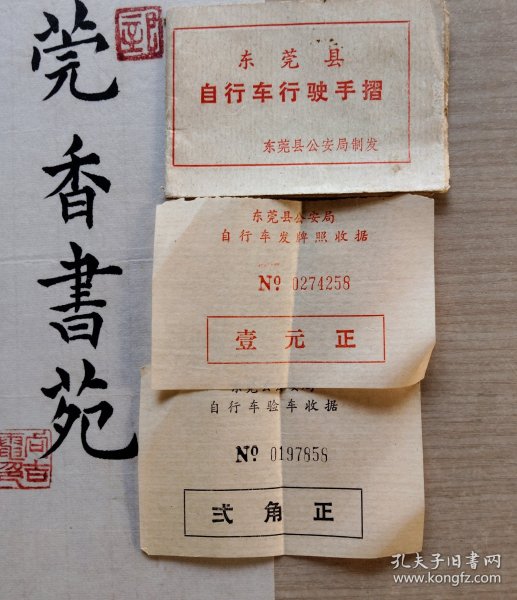 莞香書苑
东莞县
自行车行驶手摺
东莞县公安局制发
东莞县公安局
自行车发牌照收据
Nº 0274258
壹元正
自行车验车收据
Nº 0197858
弍角正
孔夫子旧书网
www.kongfz.com